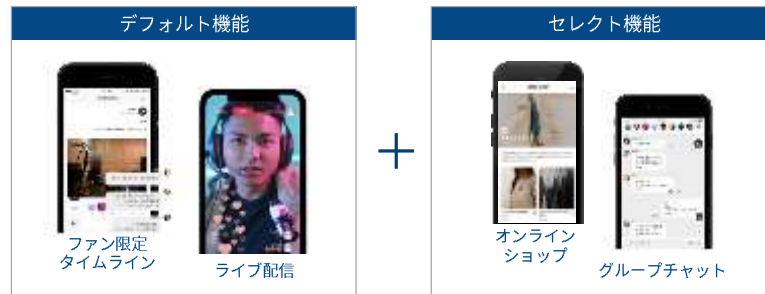 デフォルト機能
セレクト機能
ファン限定
タイムライン
ライブ配信
オンライン
ショップ
グループチャット